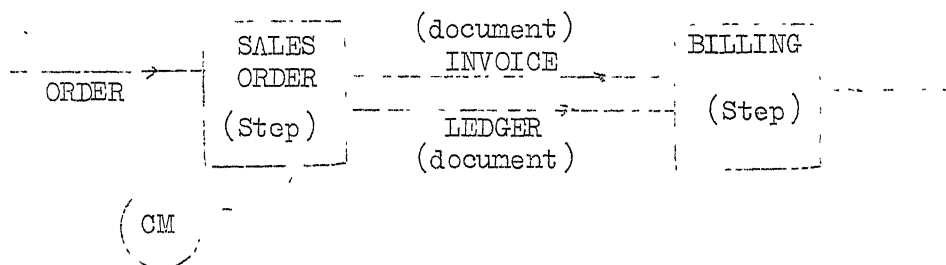 (document)
SALES
ORDER
INVOICE
BILLING
ORDER
(Step)
LEDGER
(Step)
(document)
CM